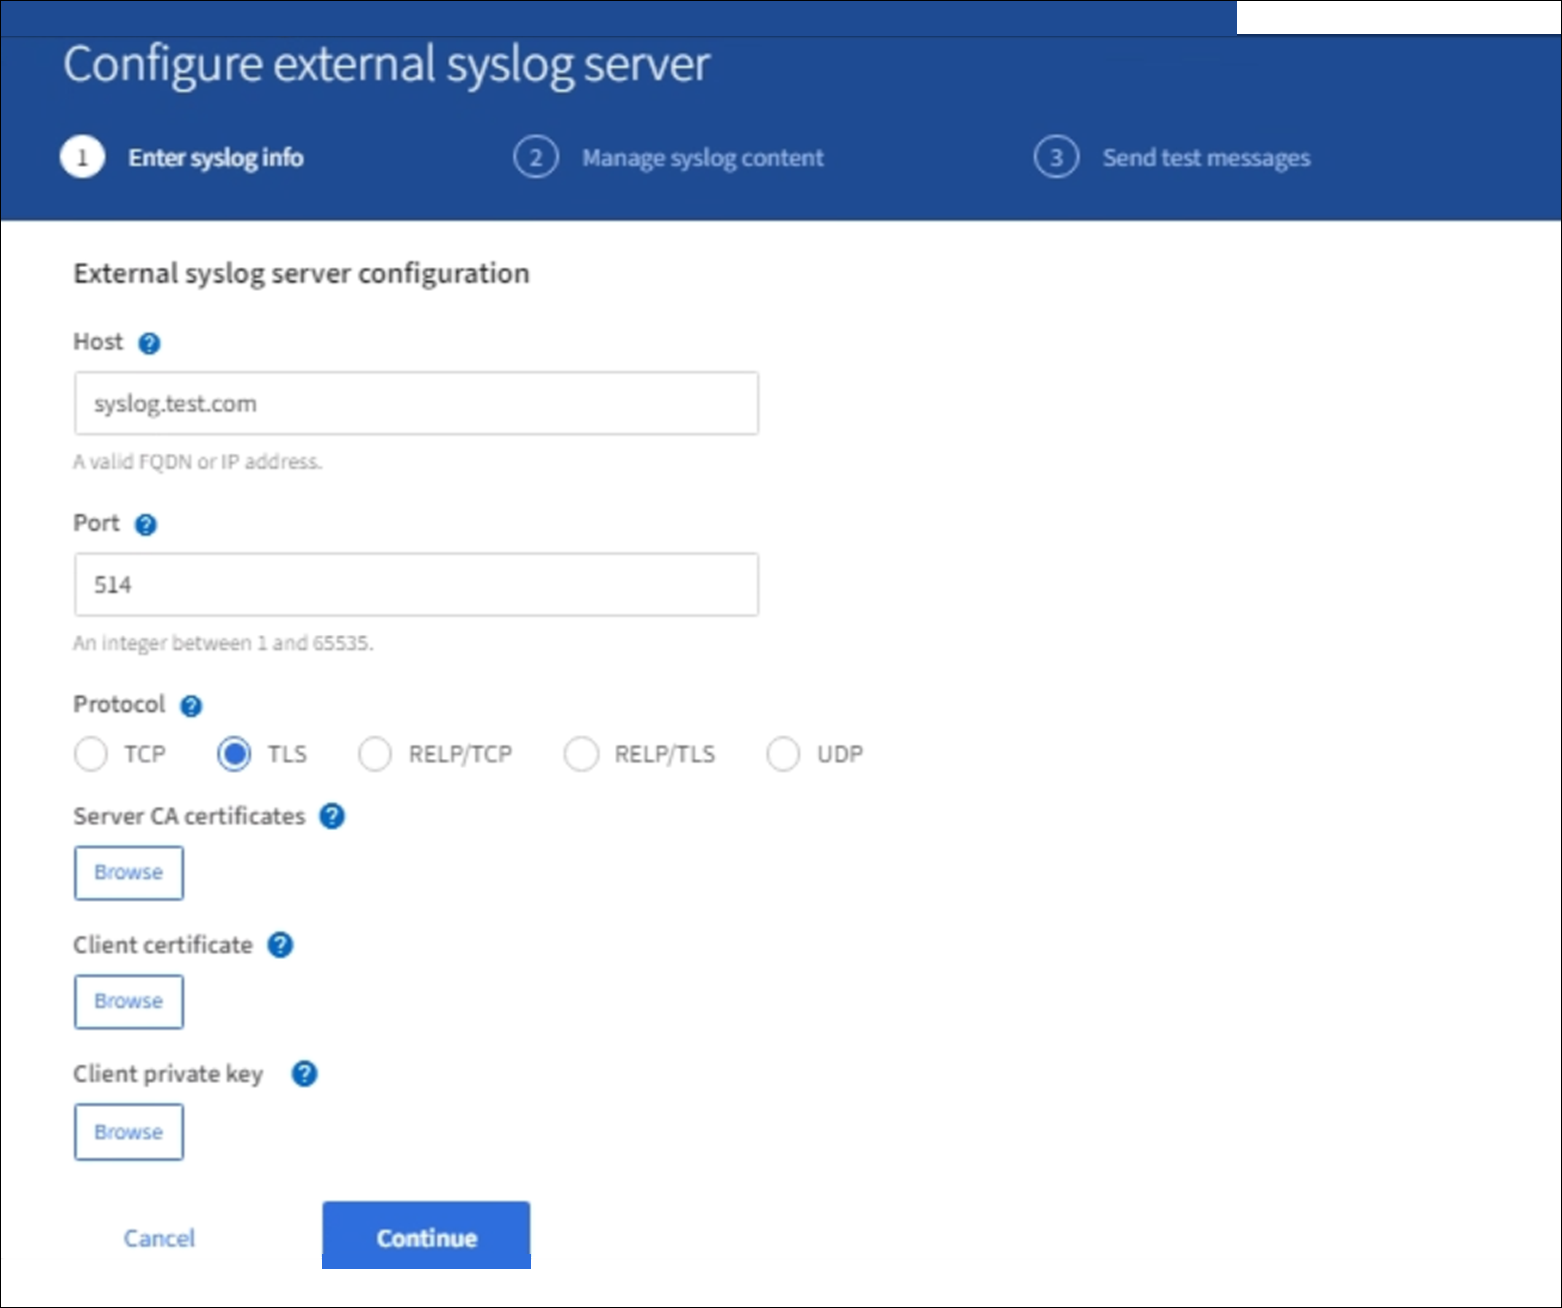 Configure external syslog server
1 Enter syslog info 2 Manage syslog content 3 Send test messages
External syslog server configuration
Host ?
syslog.test.com
A valid FQDN or IP address.
Port ?
514
An integer between 1 and 65535.
Protocol ?
TCP TLS RELP/TCP RELP/TLS UDP
Server CA certificates ?
Browse
Client certificate ?
Browse
Client private key ?
Browse
Cancel Continue